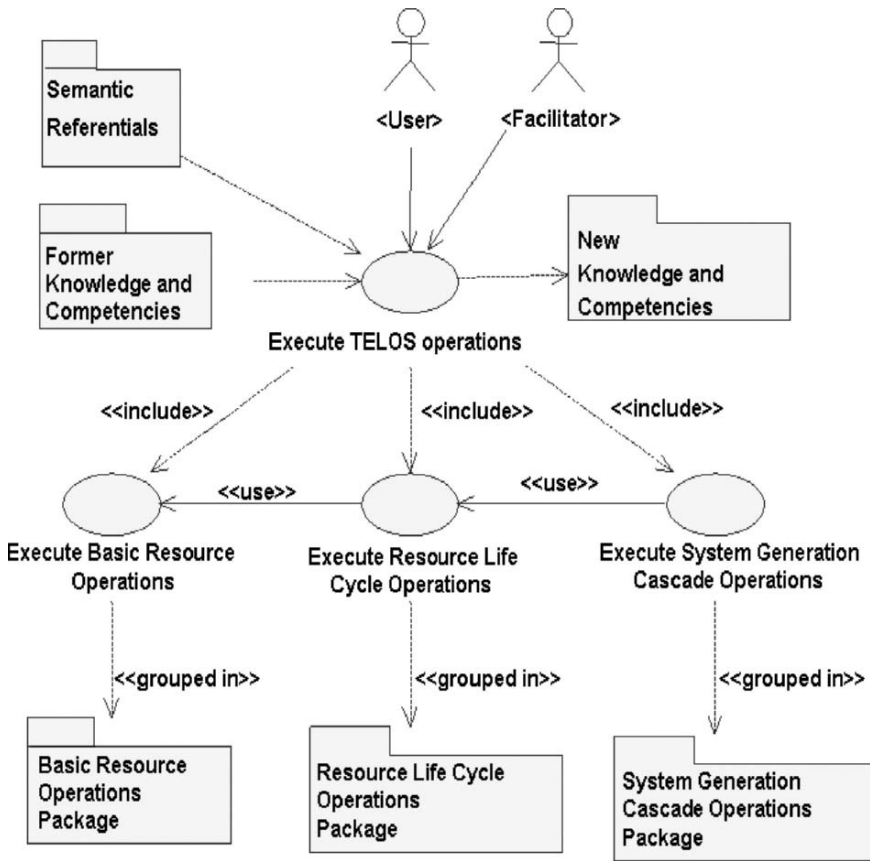 Semantic
Referentials
<User>
<Facilitator>
Former
Knowledge and
Competencies
New
Knowledge and
Competencies
Execute TELOS operations
<<include>>
<<include>>
<<include>>
<<use>>
<<use>>
Execute Basic Resource
Operations
Execute Resource Life
Cycle Operations
Execute System Generation
Cascade Operations
<<grouped in>>
<<grouped in>>
<<grouped in>>
Basic Resource
Operations
Package
Resource Life Cycle
Operations
Package
System Generation
Cascade Operations
Package